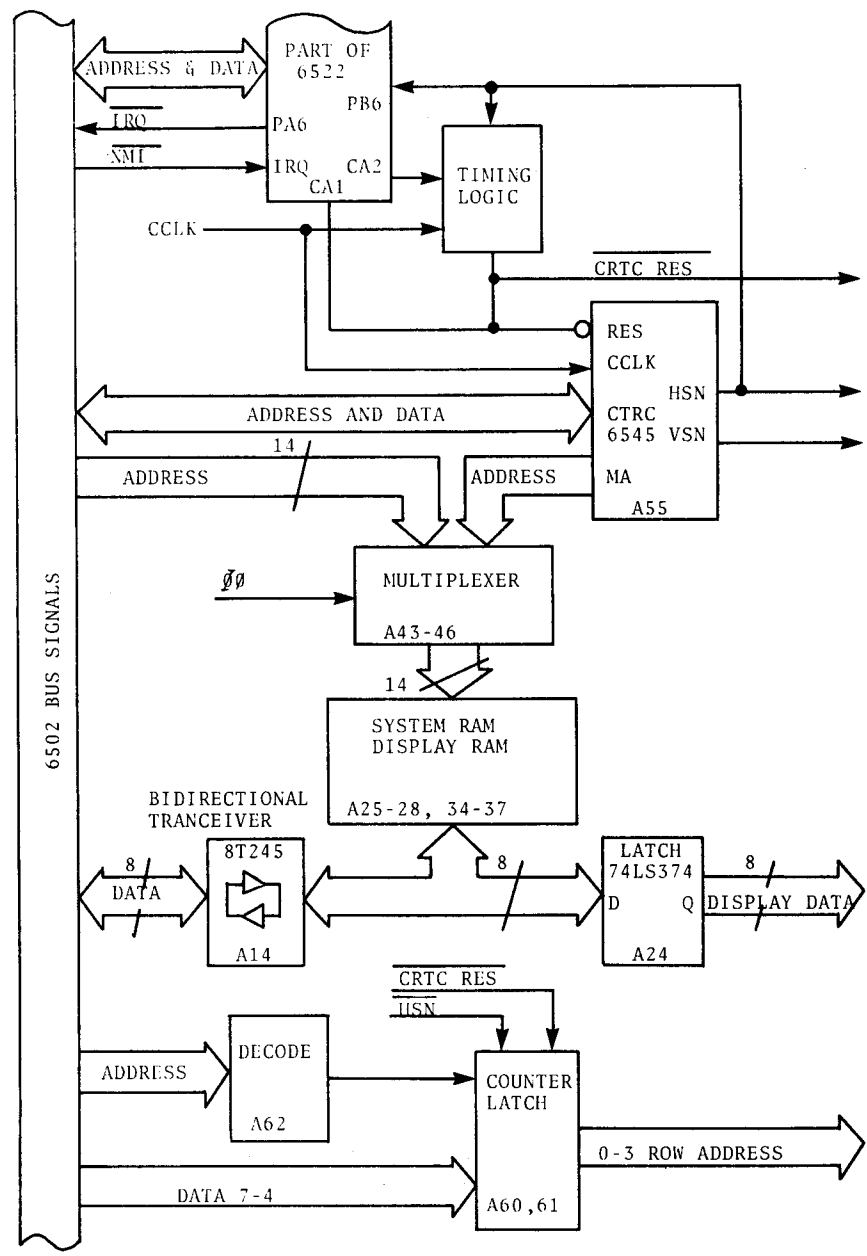 PART OF
6522
ADDRESS & DATA
PB6
IRQ
PA6
NMI
IRQ
CA2
CA1
TIMING
LOGIC
CCLK
CRTC RES
RES
CCLK
HSN
CTRC
6545 VSN
MA
A55
ADDRESS AND DATA
14
ADDRESS
ADDRESS
MULTIPLEXER
A43-46
14
6502 BUS SIGNALS
SYSTEM RAM
DISPLAY RAM
A25-28, 34-37
BIDIRECTIONAL
TRANCEIVER
8T245
A14
8
DATA
8
LATCH
74LS374
D Q
A24
8
DISPLAY DATA
CRTC RES
HSN
ADDRESS
DECODE
A62
COUNTER
LATCH
A60,61
0-3 ROW ADDRESS
DATA 7-4